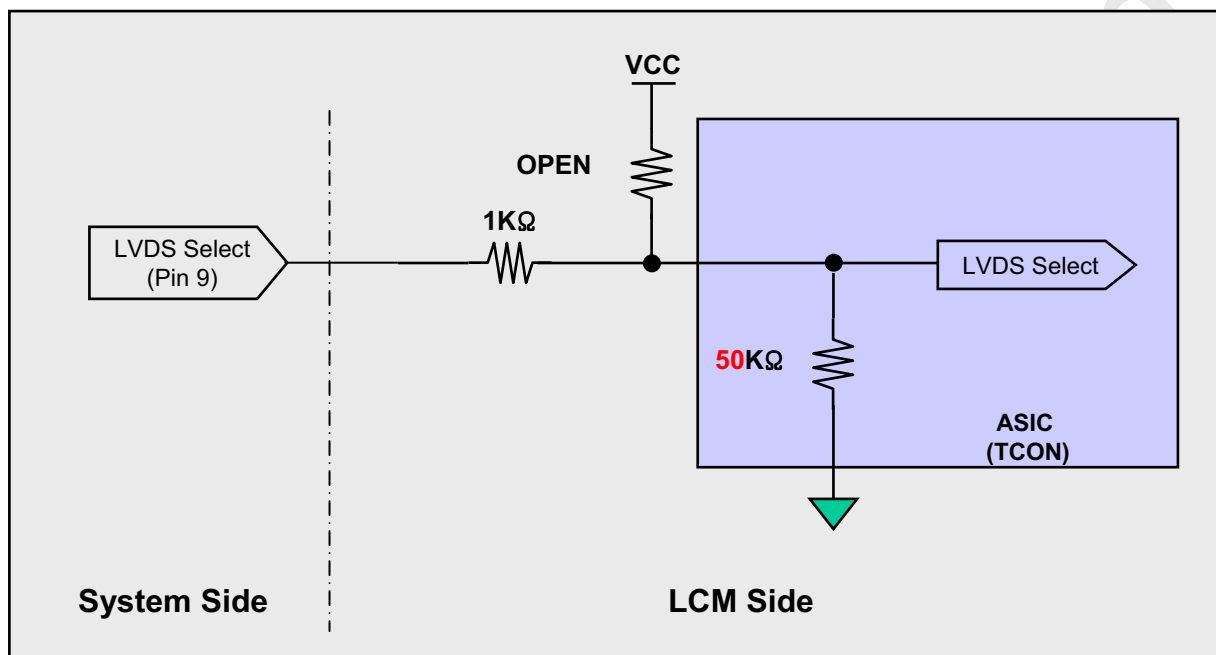 VCC
OPEN
1KΩ
LVDS Select
(Pin 9)
LVDS Select
50KΩ
ASIC
(TCON)
System Side
LCM Side